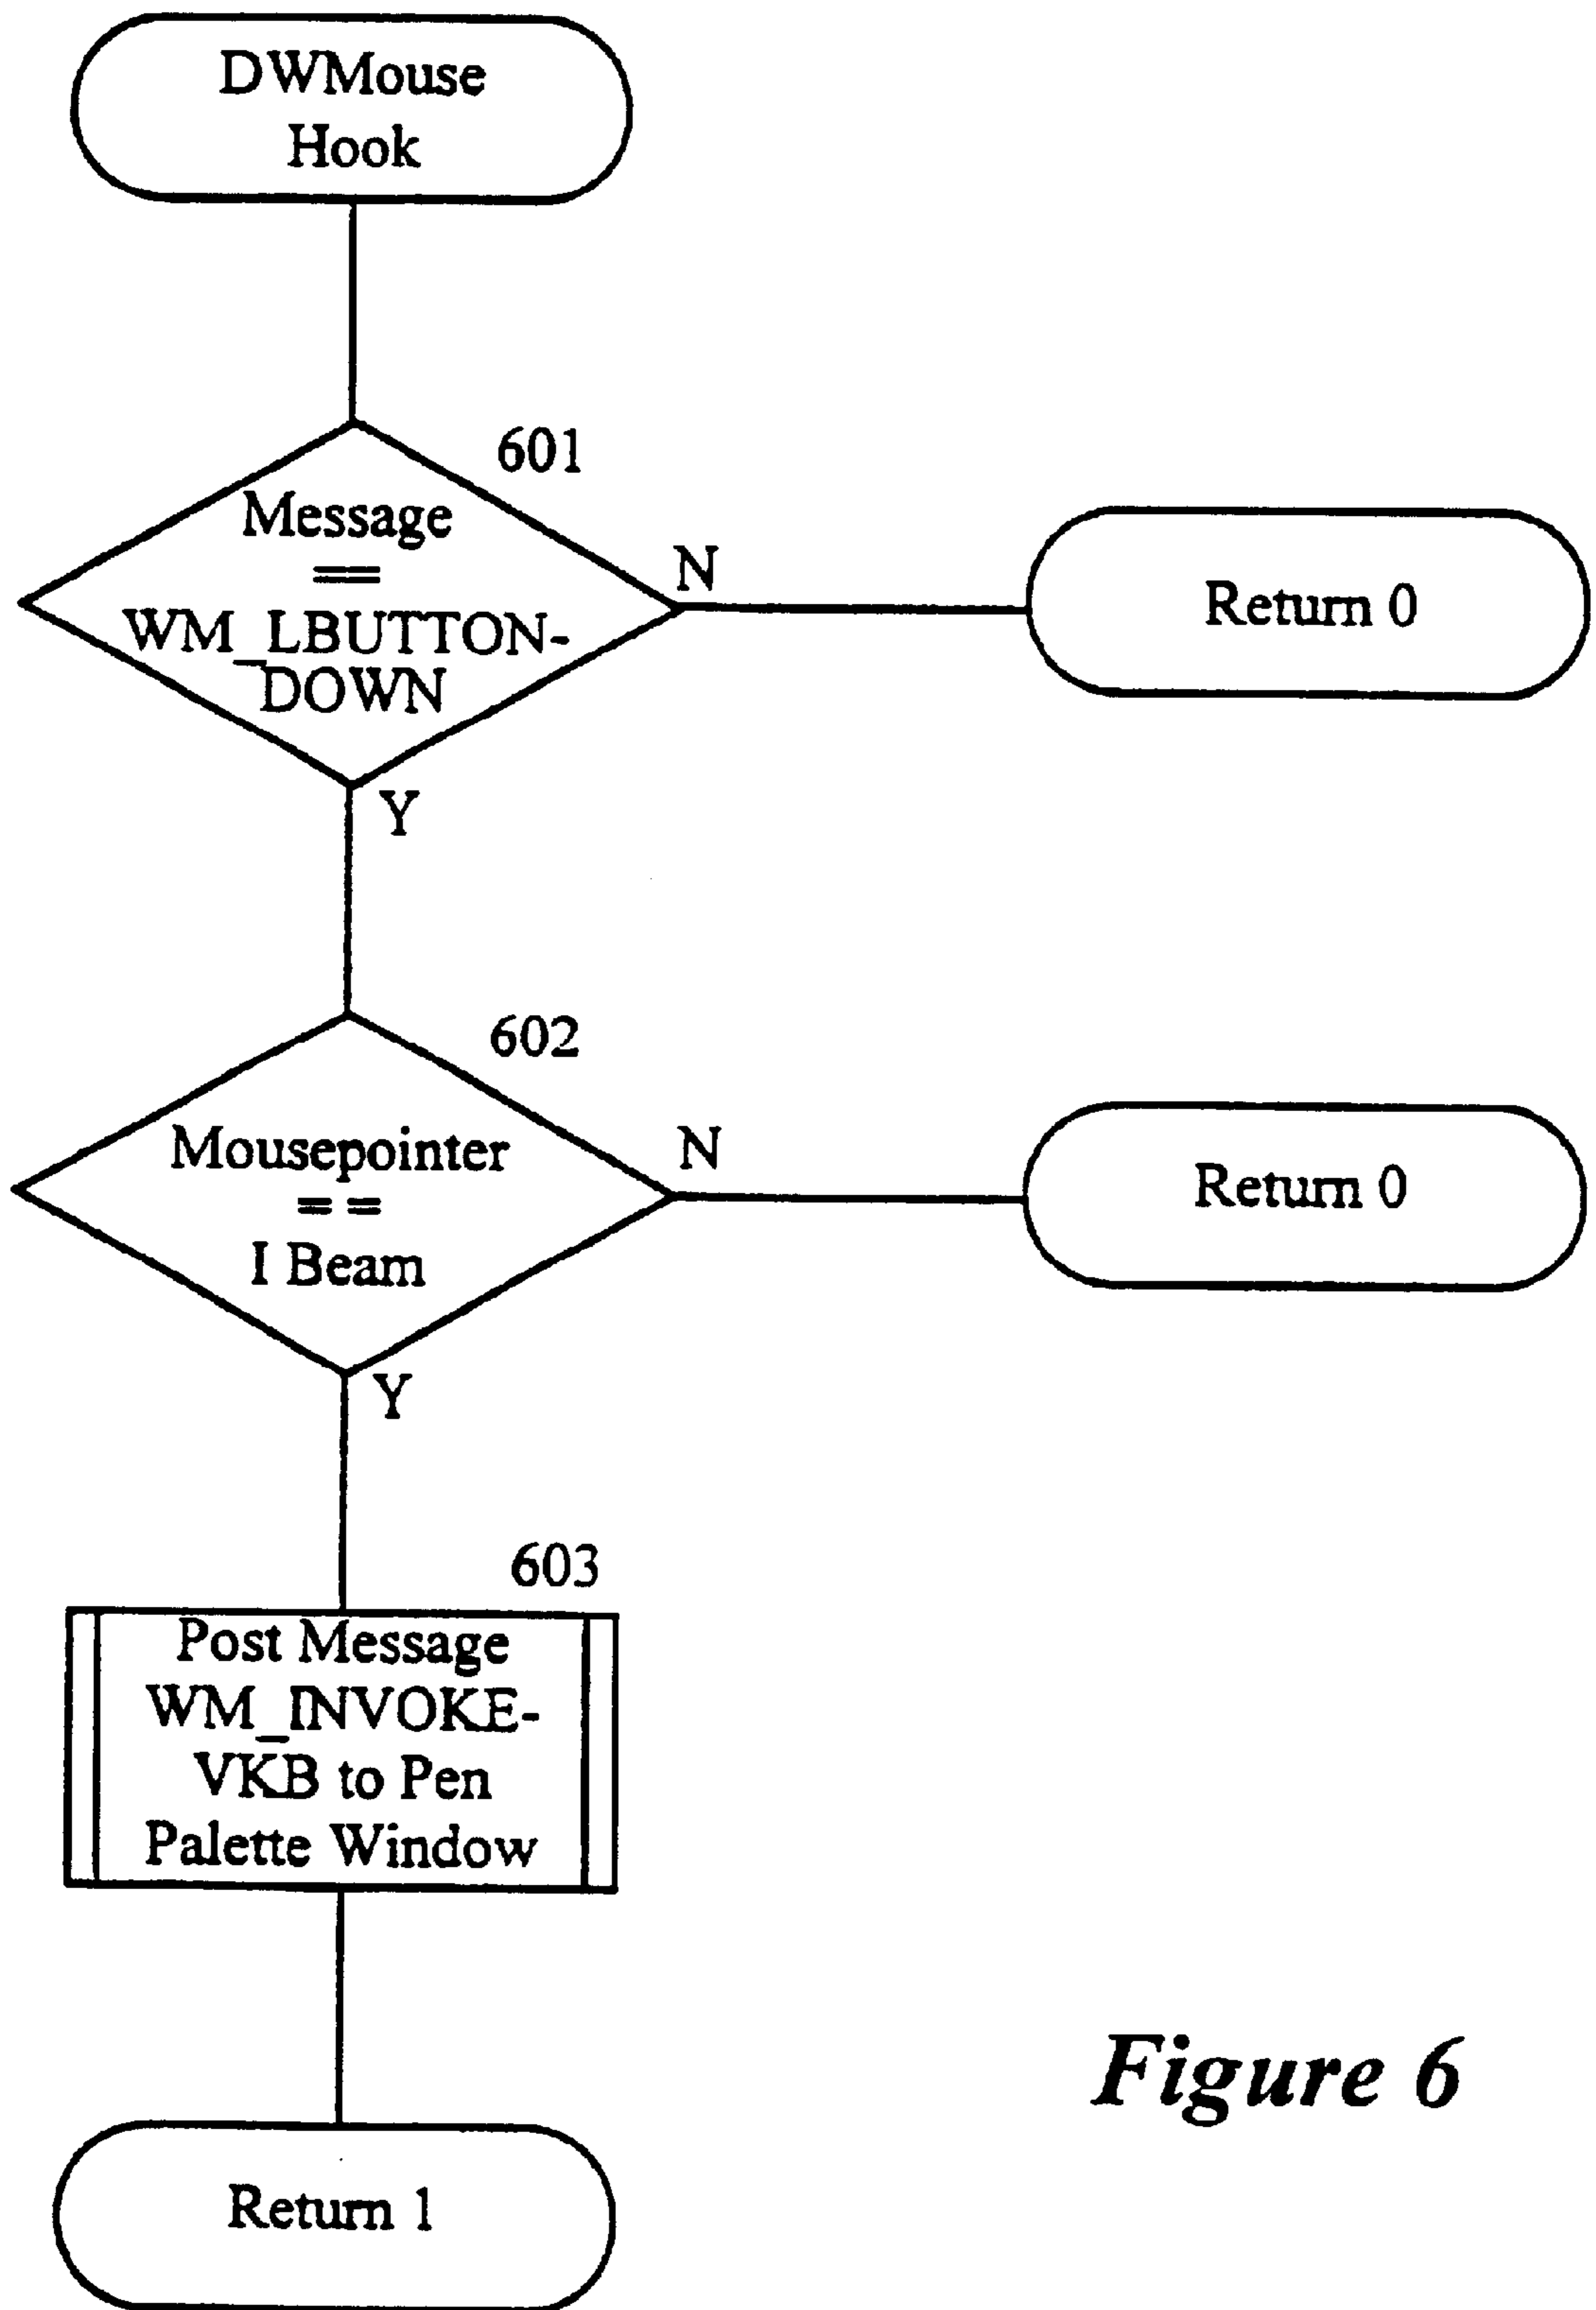 DWMouse
Hook
601
Message
==
WM_LBUTTON-
DOWN
N
Return 0
Y
602
Mousepointer
==
I Beam
N
Return 0
Y
603
Post Message
WM_INVOKE-
VKB to Pen
Palette Window
Return 1
Figure 6